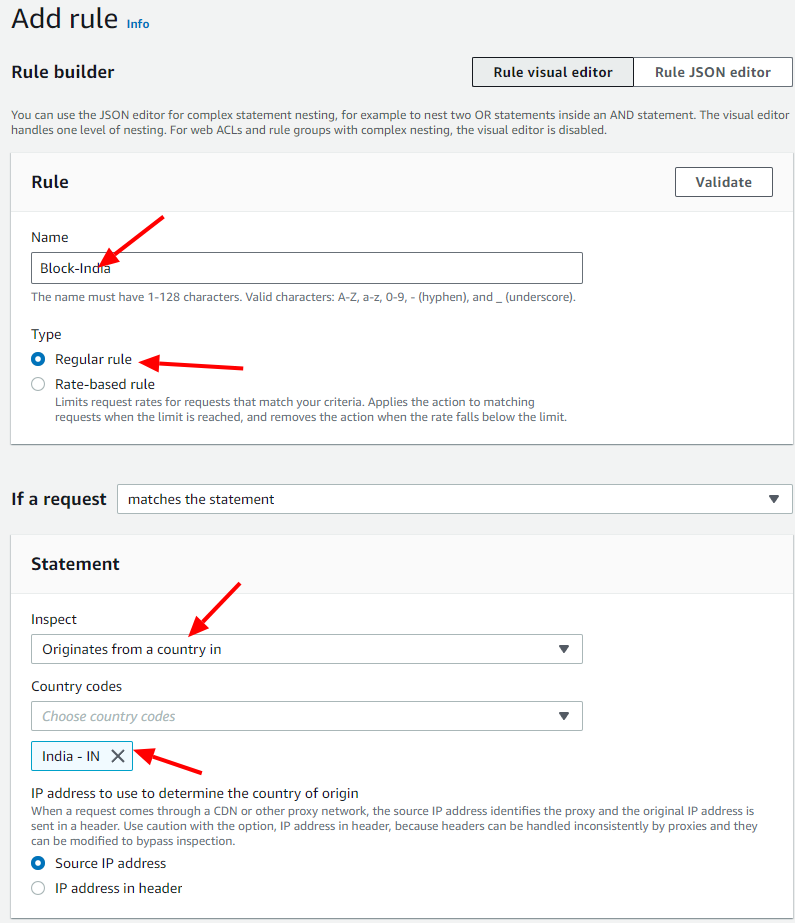 Add rule Info
Rule builder
Rule visual editor
Rule JSON editor
You can use the JSON editor for complex statement nesting, for example to nest two OR statements inside an AND statement. The visual editor
handles one level of nesting. For web ACLs and rule groups with complex nesting, the visual editor is disabled.
Rule
Validate
Name
Block-India
The name must have 1-128 characters. Valid characters: A-Z, a-z, 0-9, - (hyphen), and _ (underscore).
Type
Regular rule
Rate-based rule
Limits request rates for requests that match your criteria. Applies the action to matching
requests when the limit is reached, and removes the action when the rate falls below the limit.
If a request
matches the statement
Statement
Inspect
Originates from a country in
Country codes
Choose country codes
India - IN
IP address to use to determine the country of origin
When a request comes through a CDN or other proxy network, the source IP address identifies the proxy and the original IP address is
sent in a header. Use caution with the option, IP address in header, because headers can be handled inconsistently by proxies and they
can be modified to bypass inspection.
Source IP address
IP address in header